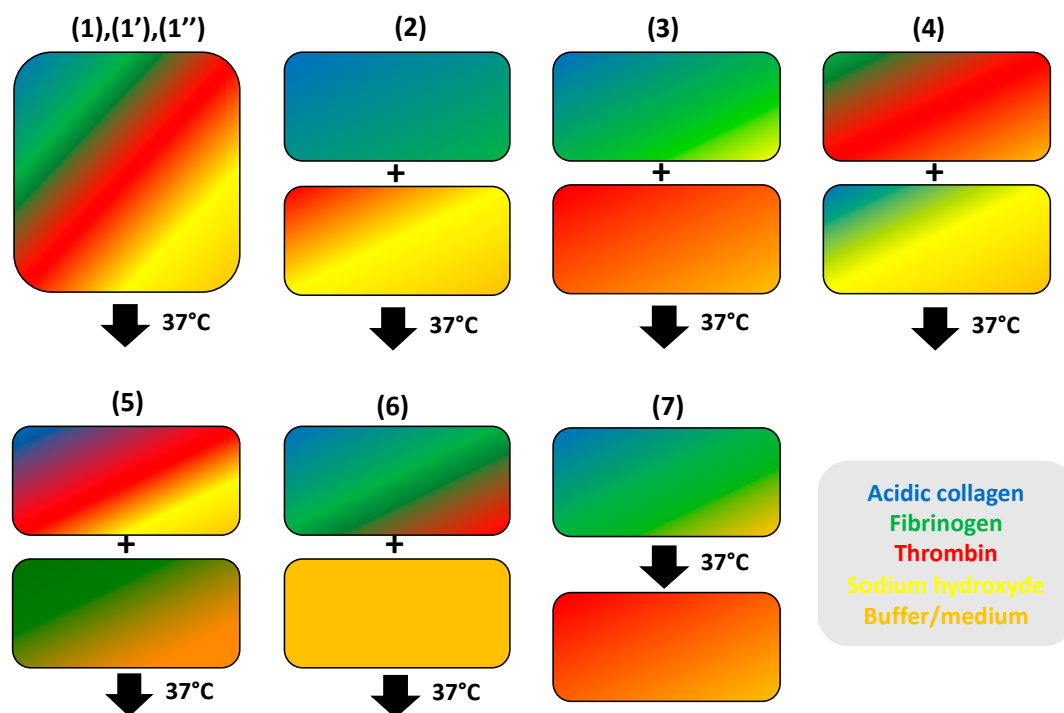 (1),(1’),(1’’)
(2)
(3)
(4)
+
+
+
37°C
37°C
37°C
37°C
(5)
(6)
(7)
+
+
37°C
37°C
37°C
Acidic collagen
Fibrinogen
Thrombin
Sodium hydroxyde
Buffer/medium